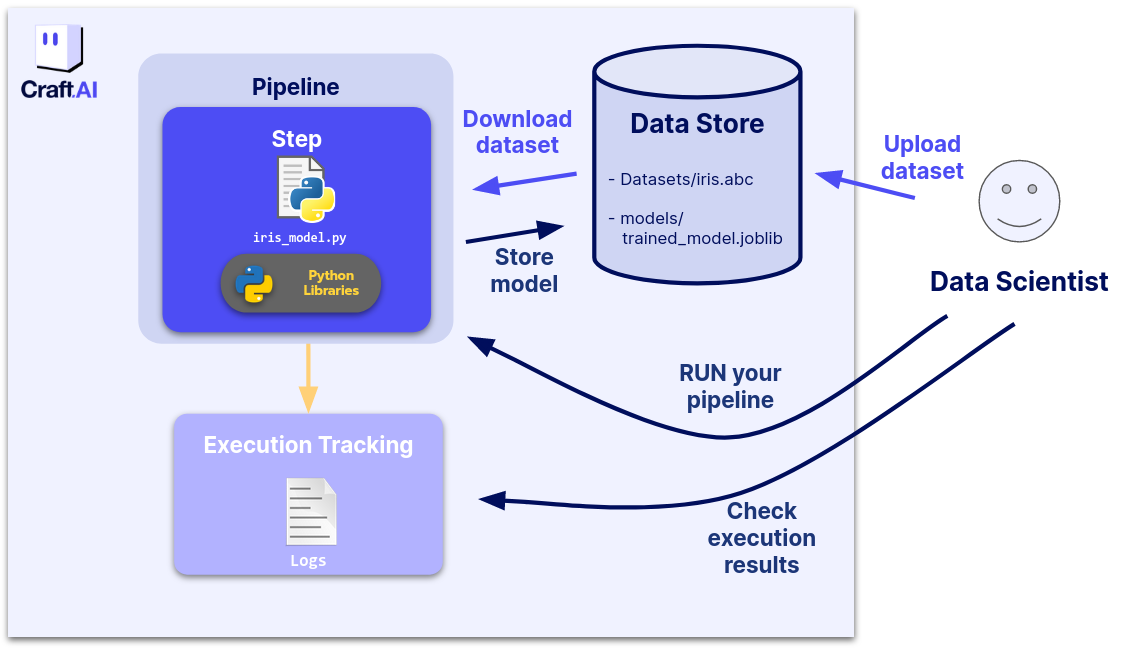 Craft.AI
Pipeline
Step
iris_model.py
Python
Libraries
Download
dataset
Store
model
Data Store
- Datasets/iris.abc
- models/
trained_model.joblib
Upload
dataset
Data Scientist
RUN your
pipeline
Execution Tracking
Logs
Check
execution
results